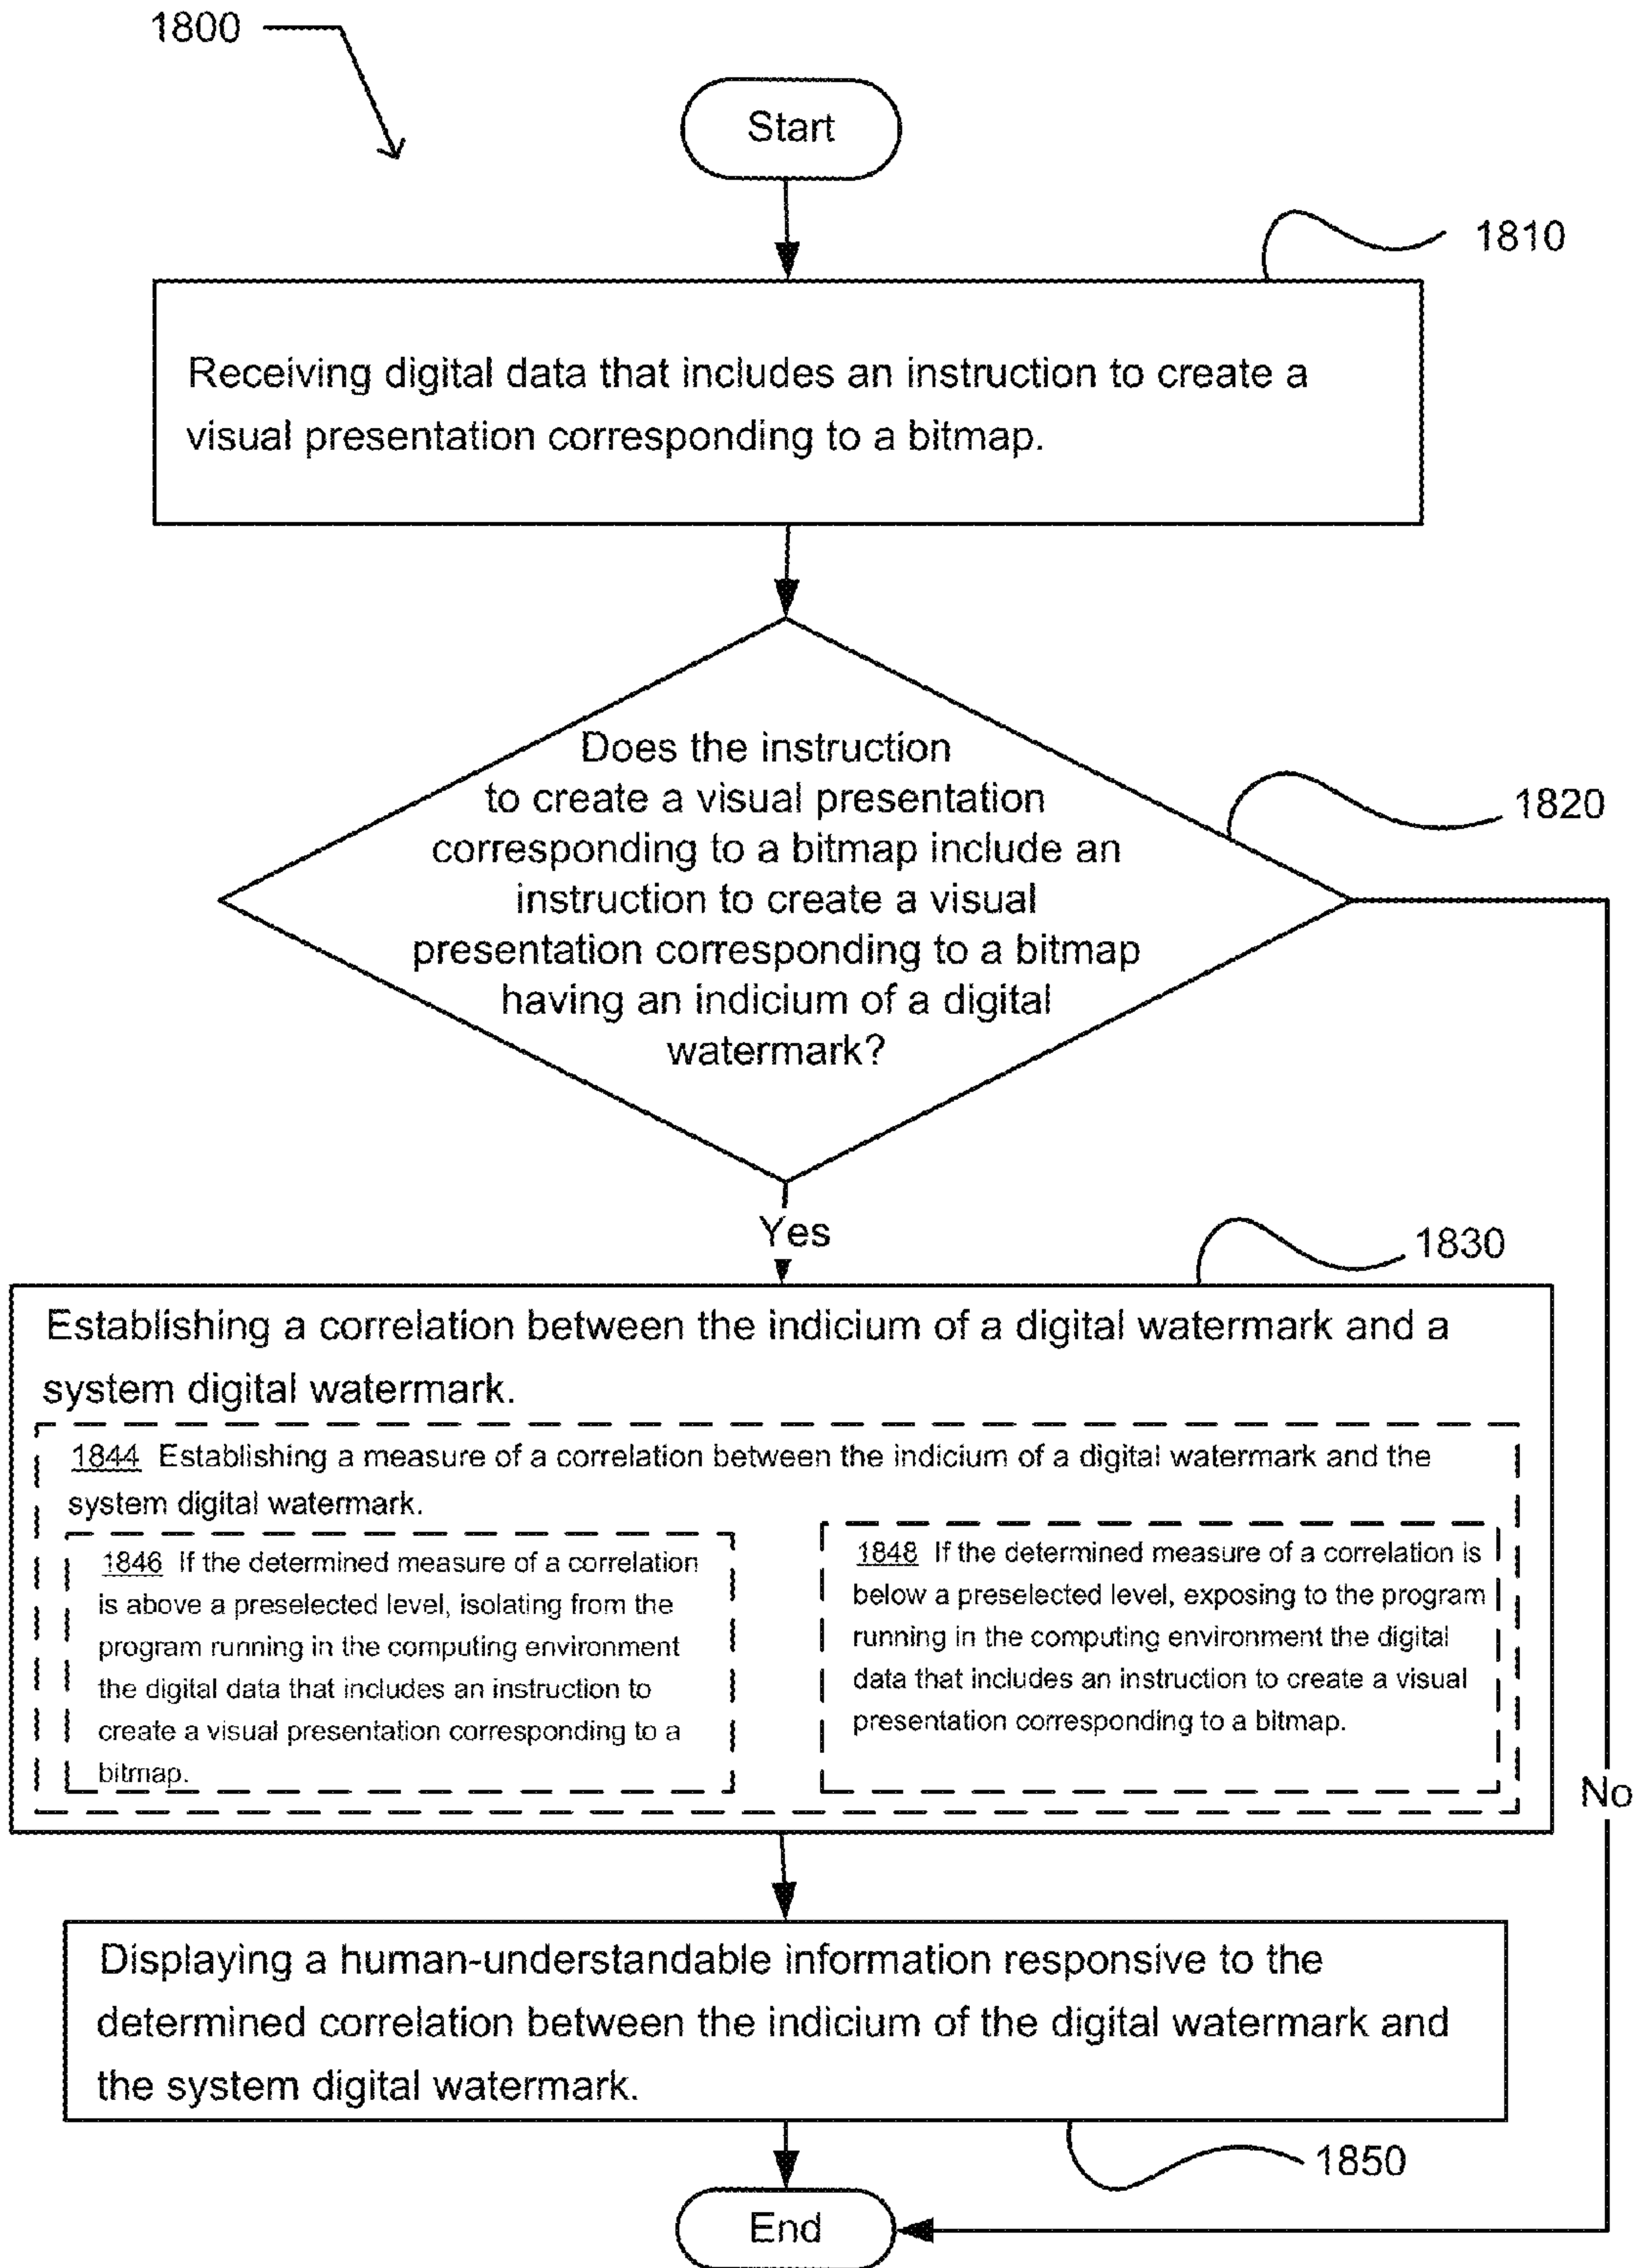 1800
Start
1810
Receiving digital data that includes an instruction to create a
visual presentation corresponding to a bitmap.
Does the instruction
to create a visual presentation
corresponding to a bitmap include an
instruction to create a visual
presentation corresponding to a bitmap
having an indicium of a digital
watermark?
1820
Yes
1830
Establishing a correlation between the indicium of a digital watermark and a
system digital watermark.
1844 Establishing a measure of a correlation between the indicium of a digital watermark and the
system digital watermark.
1846 If the determined measure of a correlation
is above a preselected level, isolating from the
program running in the computing environment
the digital data that includes an instruction to
create a visual presentation corresponding to a
bitmap.
1848 If the determined measure of a correlation is
below a preselected level, exposing to the program
running in the computing environment the digital
data that includes an instruction to create a visual
presentation corresponding to a bitmap.
No
Displaying a human-understandable information responsive to the
determined correlation between the indicium of the digital watermark and
the system digital watermark.
1850
End